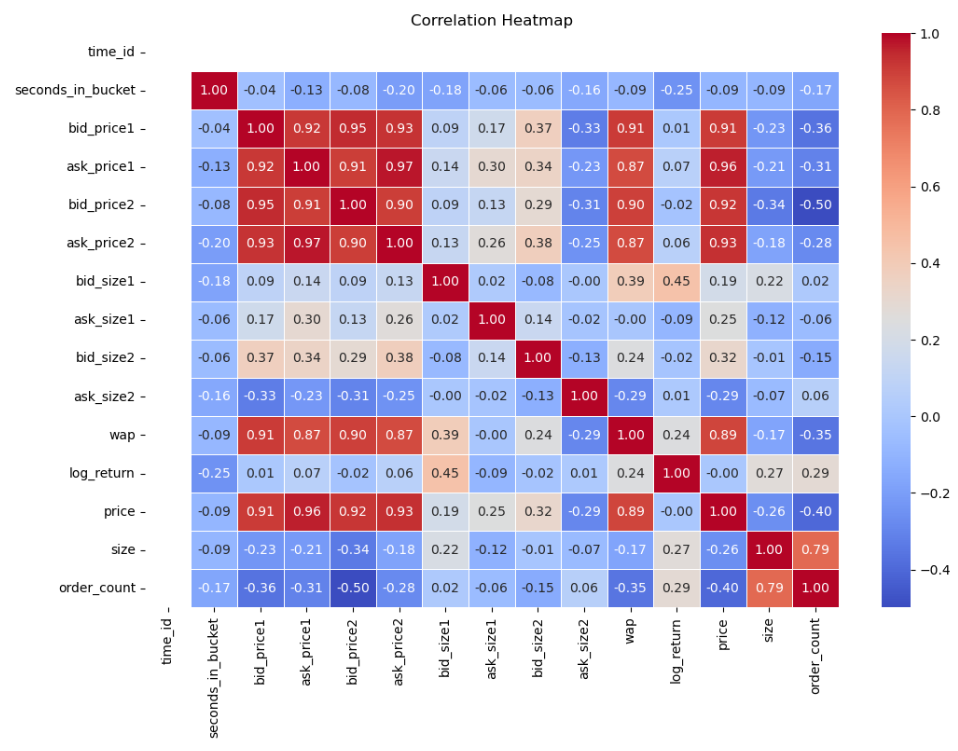 Correlation Heatmap
time_id
seconds_in_bucket 1.00 -0.04 -0.13 -0.08 -0.20 -0.18 -0.06 -0.06 -0.16 -0.09 -0.25 -0.09 -0.09 -0.17
bid_price1 -0.04 1.00 0.92 0.95 0.93 0.09 0.17 0.37 -0.33 0.91 0.01 0.91 -0.23 -0.36
ask_price1 -0.13 0.92 1.00 0.91 0.97 0.14 0.30 0.34 -0.23 0.87 0.07 0.96 -0.21 -0.31
bid_price2 -0.08 0.95 0.91 1.00 0.90 0.09 0.13 0.29 -0.31 0.90 -0.02 0.92 -0.34 -0.50
ask_price2 -0.20 0.93 0.97 0.90 1.00 0.13 0.26 0.38 -0.25 0.87 0.06 0.93 -0.18 -0.28
bid_size1 -0.18 0.09 0.14 0.09 0.13 1.00 0.02 -0.08 -0.00 0.39 0.45 0.19 0.22 0.02
ask_size1 -0.06 0.17 0.30 0.13 0.26 0.02 1.00 0.14 -0.02 -0.00 -0.09 0.25 -0.12 -0.06
bid_size2 -0.06 0.37 0.34 0.29 0.38 -0.08 0.14 1.00 -0.13 0.24 -0.02 0.32 -0.01 -0.15
ask_size2 -0.16 -0.33 -0.23 -0.31 -0.25 -0.00 -0.02 -0.13 1.00 -0.29 0.01 -0.29 -0.07 0.06
wap -0.09 0.91 0.87 0.90 0.87 0.39 -0.00 0.24 -0.29 1.00 0.24 0.89 -0.17 -0.35
log_return -0.25 0.01 0.07 -0.02 0.06 0.45 -0.09 -0.02 0.01 0.24 1.00 -0.00 0.27 0.29
price -0.09 0.91 0.96 0.92 0.93 0.19 0.25 0.32 -0.29 0.89 -0.00 1.00 -0.26 -0.40
size -0.09 -0.23 -0.21 -0.34 -0.18 0.22 -0.12 -0.01 -0.07 -0.17 0.27 -0.26 1.00 0.79
order_count -0.17 -0.36 -0.31 -0.50 -0.28 0.02 -0.06 -0.15 0.06 -0.35 0.29 -0.40 0.79 1.00
time_id
seconds_in_bucket
bid_price1
ask_price1
bid_price2
ask_price2
bid_size1
ask_size1
bid_size2
ask_size2
wap
log_return
price
size
order_count
1.0
0.8
0.6
0.4
0.2
0.0
−0.2
−0.4